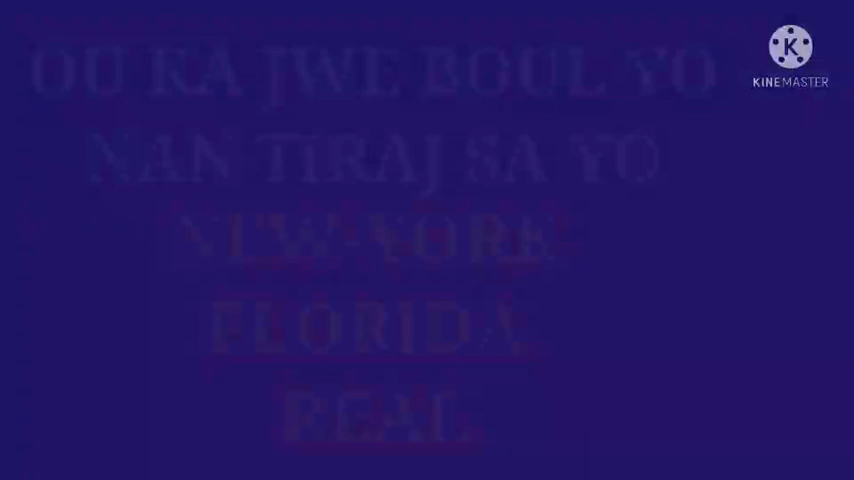 OU KA JWE BOUL YO
NAN TIRAJ SA YO
NEW-YORK
FLORIDA
REAL
K
KINEMASTER